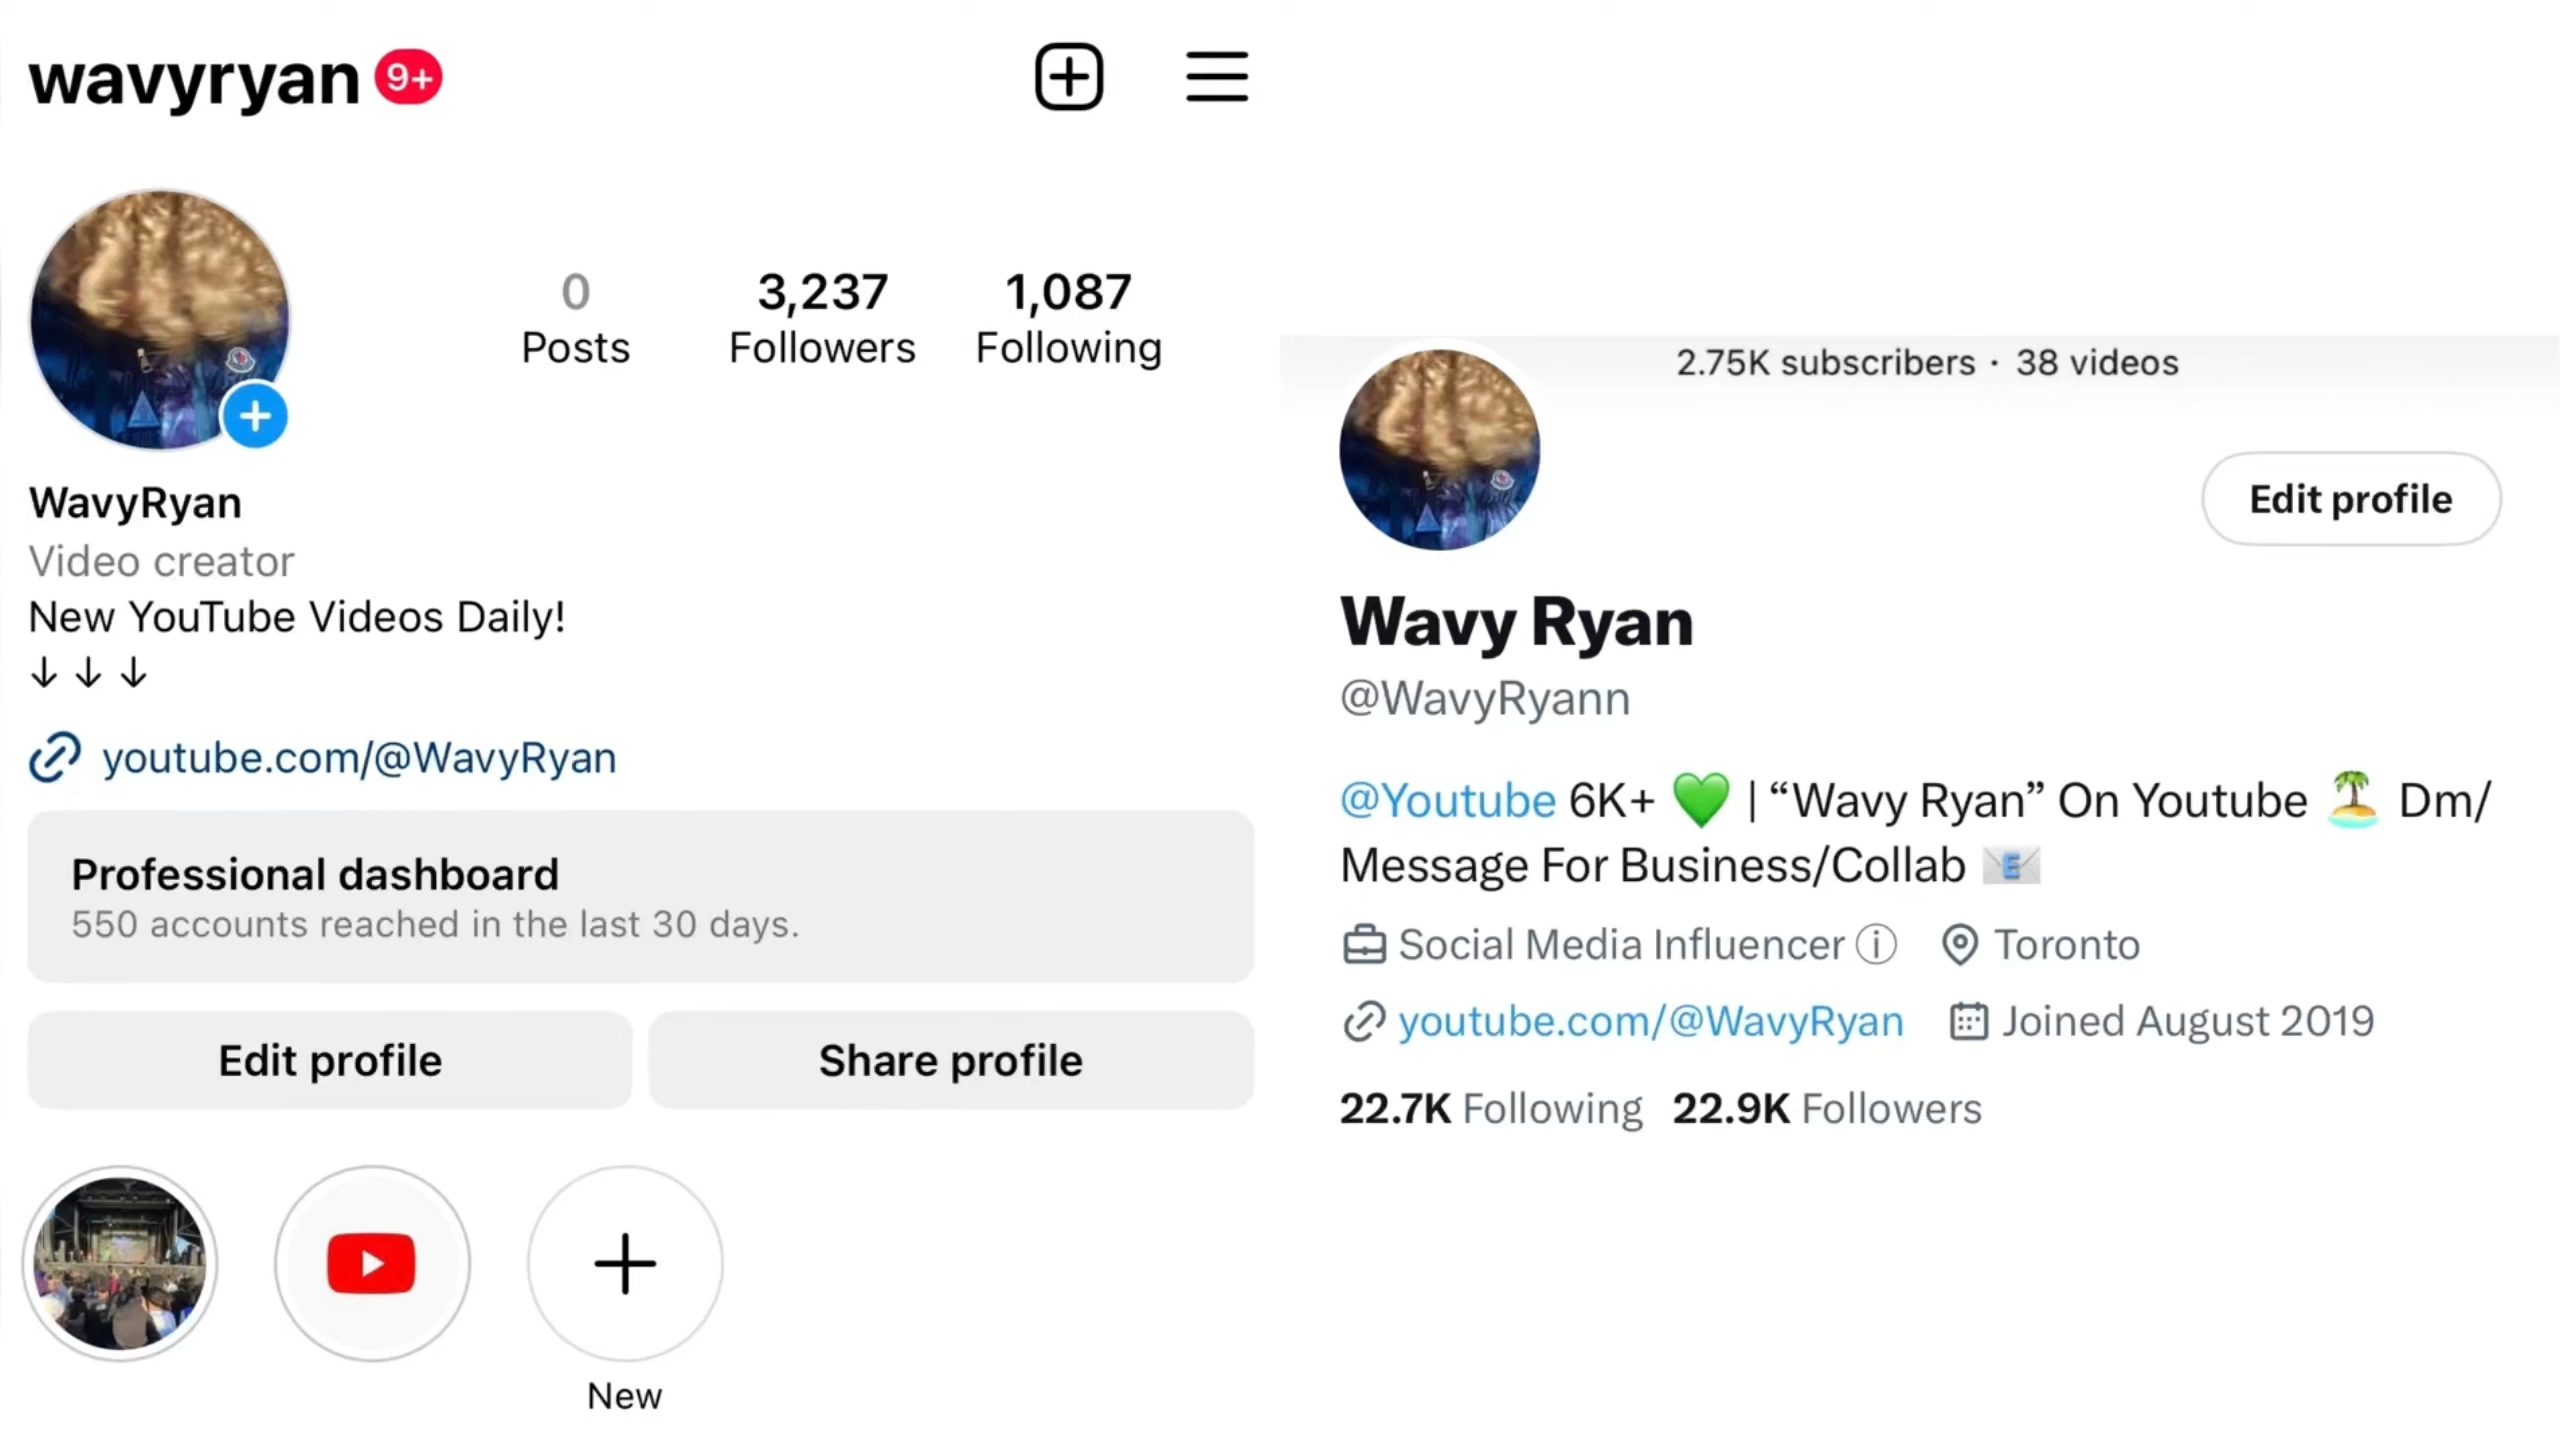 wavyryan 9+
0 3,237 1,087
Posts Followers Following
WavyRyan
Video creator
New YouTube Videos Daily!
↓ ↓ ↓
youtube.com/@WavyRyan
Professional dashboard
550 accounts reached in the last 30 days.
Edit profile Share profile
New
2.75K subscribers · 38 videos
Edit profile
Wavy Ryan
@WavyRyann
@Youtube 6K+ 💚 | “Wavy Ryan” On Youtube 🏝️ Dm/
Message For Business/Collab 📧
Social Media Influencer ⓘ Toronto
youtube.com/@WavyRyan Joined August 2019
22.7K Following 22.9K Followers